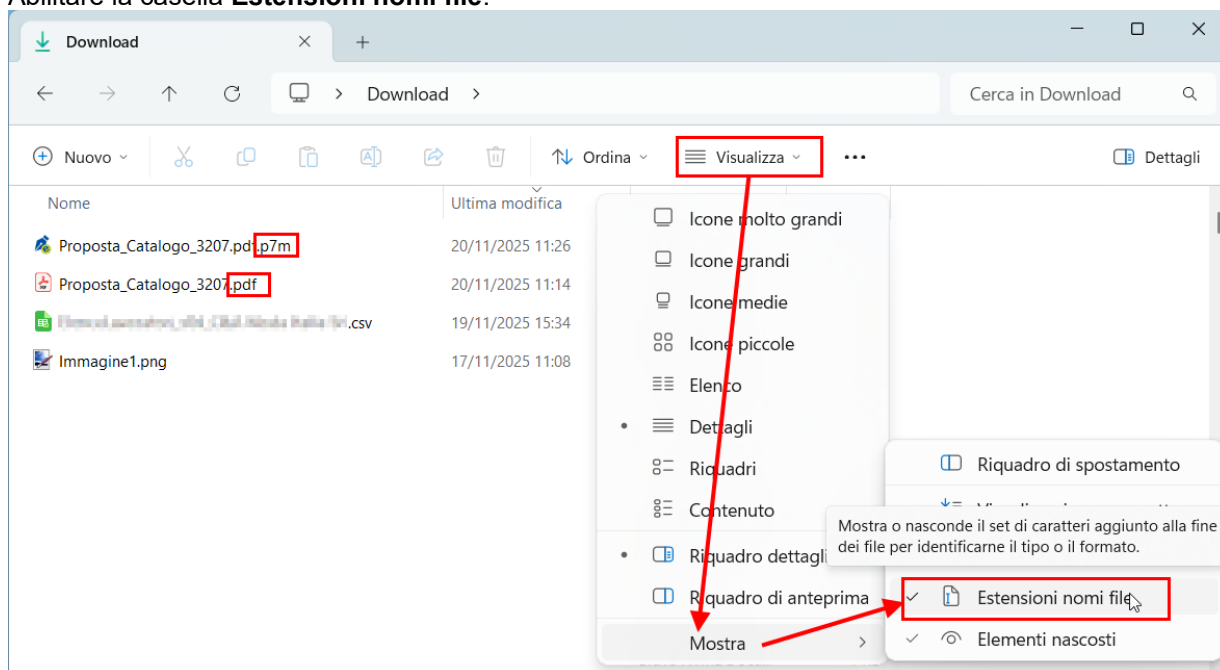 Abilitare la casella Estensioni nomi file.
Download
Download
Cerca in Download
Nuovo
Ordina
Visualizza
Dettagli
Nome
Ultima modifica
Proposta_Catalogo_3207.pdf.p7m
20/11/2025 11:26
Proposta_Catalogo_3207.pdf
20/11/2025 11:14
.csv
19/11/2025 15:34
Immagine1.png
17/11/2025 11:08
Icone molto grandi
Icone grandi
Icone medie
Icone piccole
Elenco
Dettagli
Riquadri
Contenuto
Riquadro dettagli
Riquadro di anteprima
Mostra
Riquadro di spostamento
Mostra o nasconde il set di caratteri aggiunto alla fine
dei file per identificarne il tipo o il formato.
Estensioni nomi file
Elementi nascosti